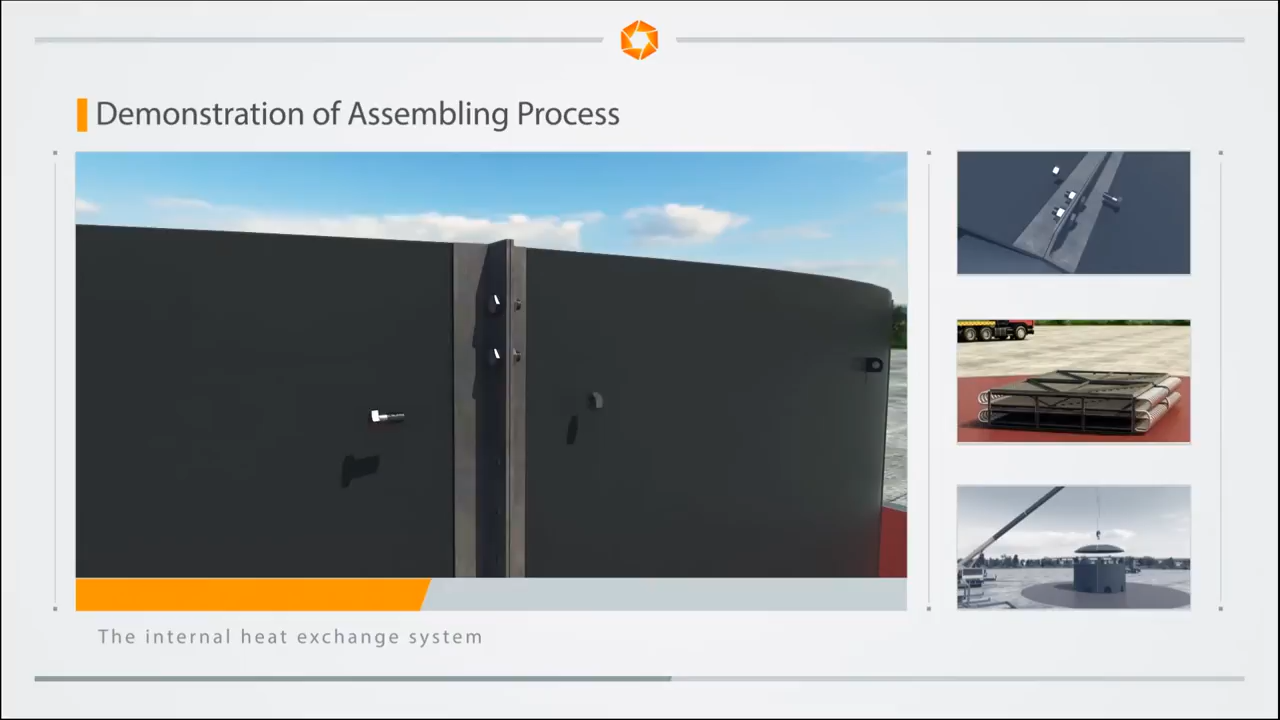 Demonstration of Assembling Process
The internal heat exchange system